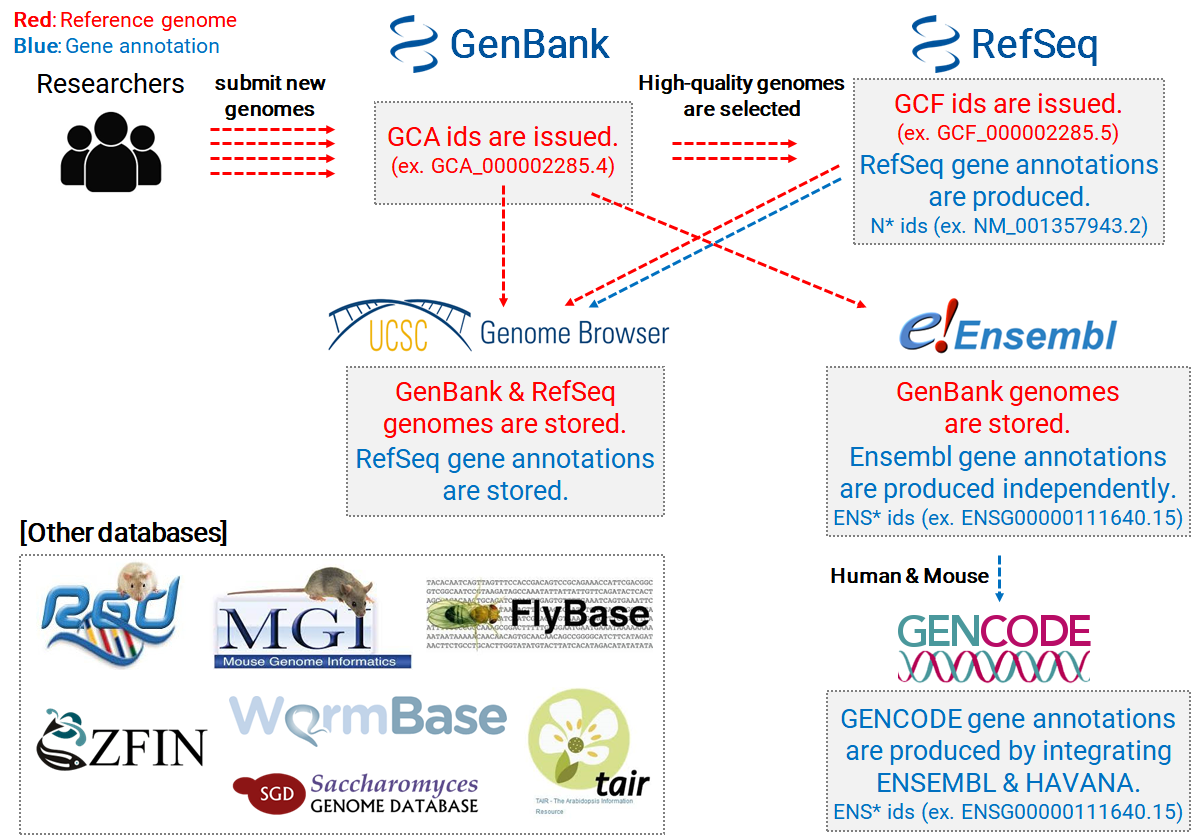 Red: Reference genome
Blue: Gene annotation
Researchers
submit new
genomes
GenBank
GCA ids are issued.
(ex. GCA_000002285.4)
High-quality genomes
are selected
RefSeq
GCF ids are issued.
(ex. GCF_000002285.5)
RefSeq gene annotations
are produced.
N* ids (ex. NM_001357943.2)
UCSC Genome Browser
GenBank & RefSeq
genomes are stored.
RefSeq gene annotations
are stored.
e!Ensembl
GenBank genomes
are stored.
Ensembl gene annotations
are produced independently.
ENS* ids (ex. ENSG00000111640.15)
Human & Mouse
GENCODE
GENCODE gene annotations
are produced by integrating
ENSEMBL & HAVANA.
ENS* ids (ex. ENSG00000111640.15)
[Other databases]
RGD
MGI
Mouse Genome Informatics
FlyBase
ZFIN
WormBase
SGD
Saccharomyces
GENOME DATABASE
tair
TAIR - The Arabidopsis Information
Resource